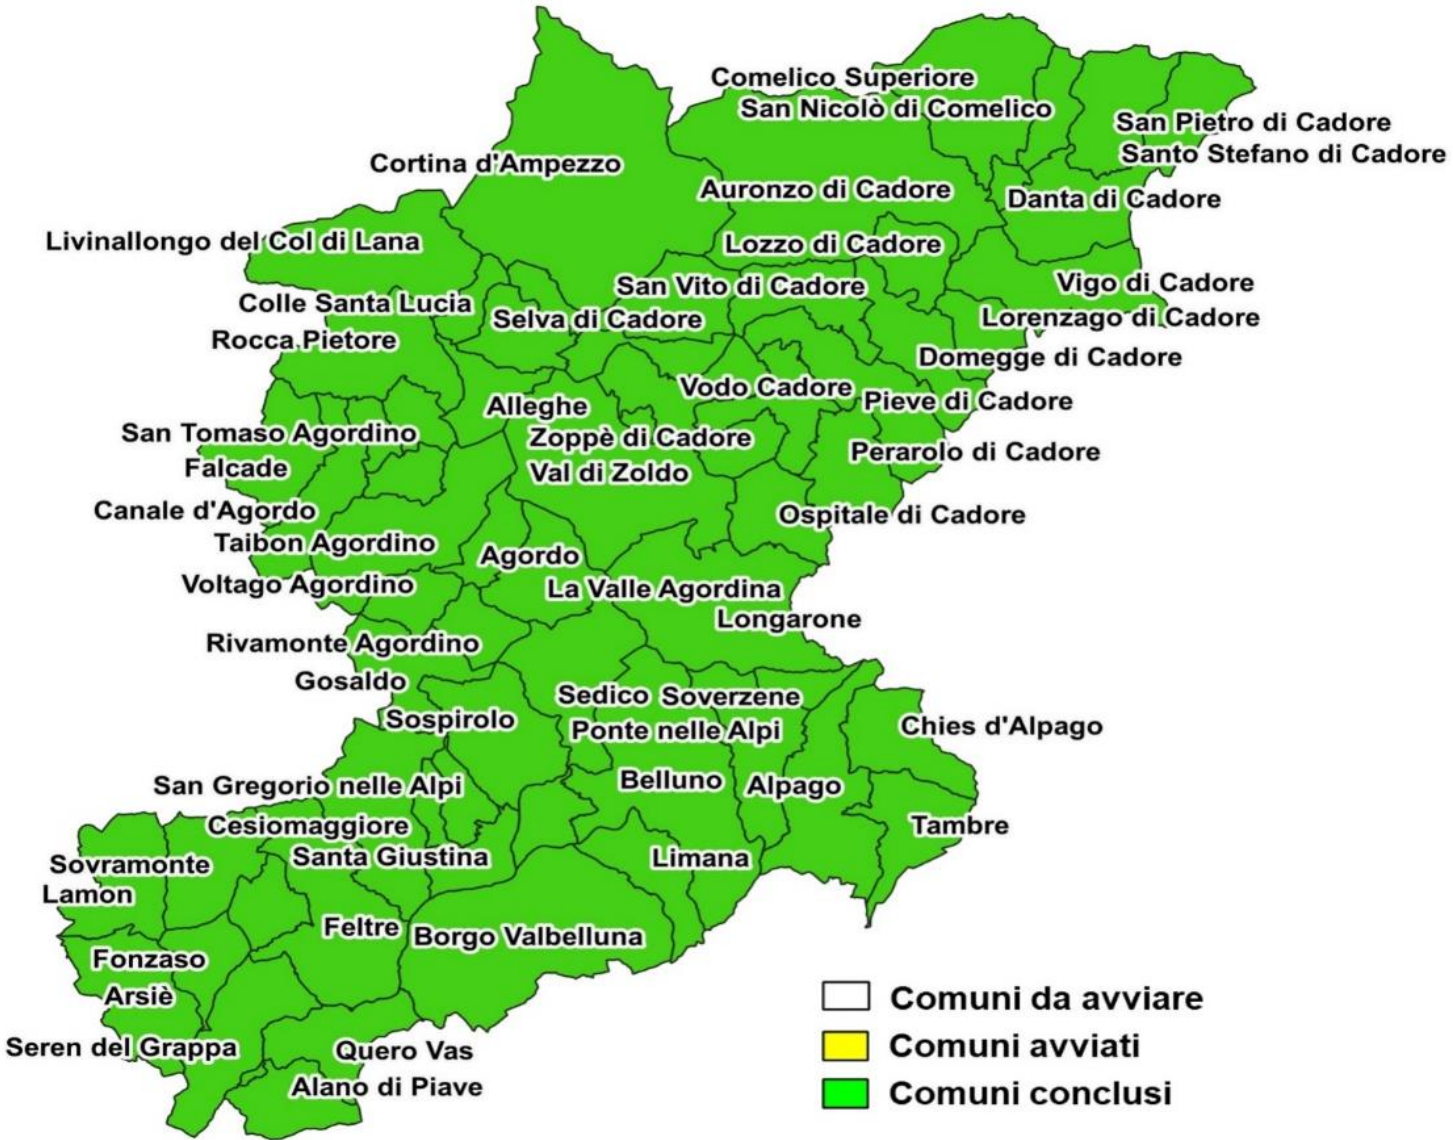 Comelico Superiore
San Nicolò di Comelico
San Pietro di Cadore
Santo Stefano di Cadore
Cortina d'Ampezzo
Auronzo di Cadore
Danta di Cadore
Livinallongo del Col di Lana
Lozzo di Cadore
San Vito di Cadore
Vigo di Cadore
Colle Santa Lucia
Selva di Cadore
Lorenzago di Cadore
Rocca Pietore
Domegge di Cadore
Vodo Cadore
Pieve di Cadore
Alleghe
San Tomaso Agordino
Zoppè di Cadore
Perarolo di Cadore
Falcade
Val di Zoldo
Canale d'Agordo
Ospitale di Cadore
Taibon Agordino
Agordo
Voltago Agordino
La Valle Agordina
Longarone
Rivamonte Agordino
Gosaldo
Sedico
Soverzene
Sospirolo
Ponte nelle Alpi
Chies d'Alpago
San Gregorio nelle Alpi
Belluno
Alpago
Cesiomaggiore
Tambre
Santa Giustina
Limana
Sovramonte
Lamon
Feltre
Borgo Valbelluna
Fonzaso
Arsiè
Seren del Grappa
Quero Vas
Alano di Piave
Comuni da avviare
Comuni avviati
Comuni conclusi